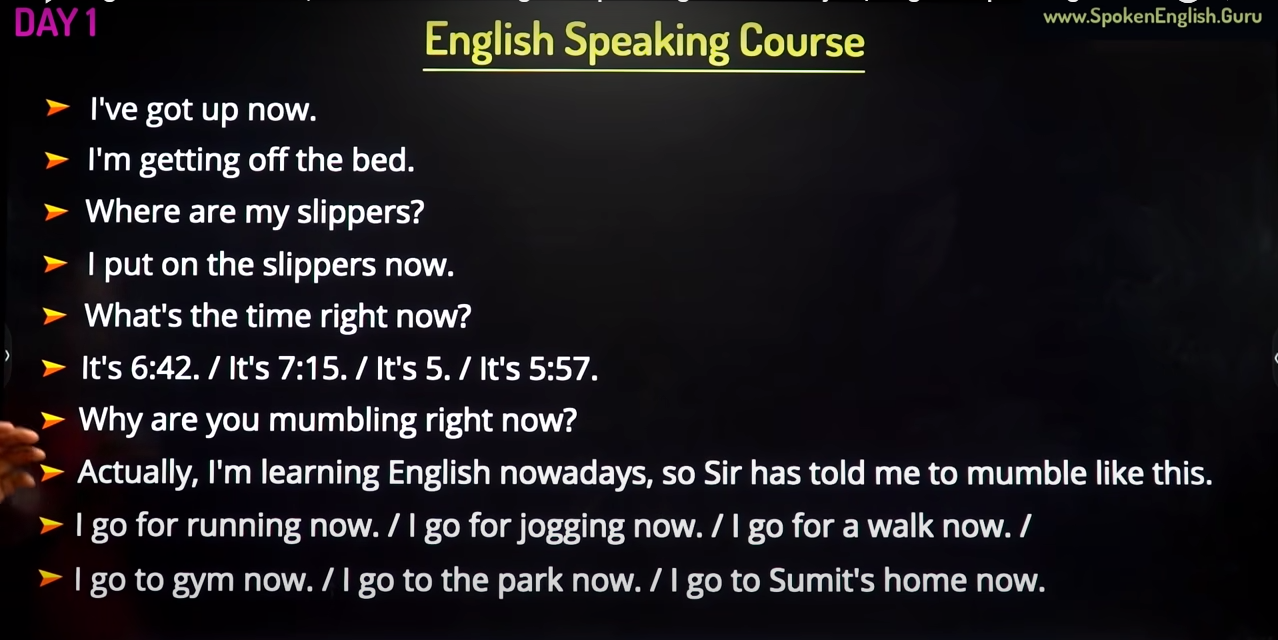 DAY 1
www.SpokenEnglish.Guru
English Speaking Course
I've got up now.
I'm getting off the bed.
Where are my slippers?
I put on the slippers now.
What's the time right now?
It's 6:42. / It's 7:15. / It's 5. / It's 5:57.
Why are you mumbling right now?
Actually, I'm learning English nowadays, so Sir has told me to mumble like this.
I go for running now. / I go for jogging now. / I go for a walk now. /
I go to gym now. / I go to the park now. / I go to Sumit's home now.